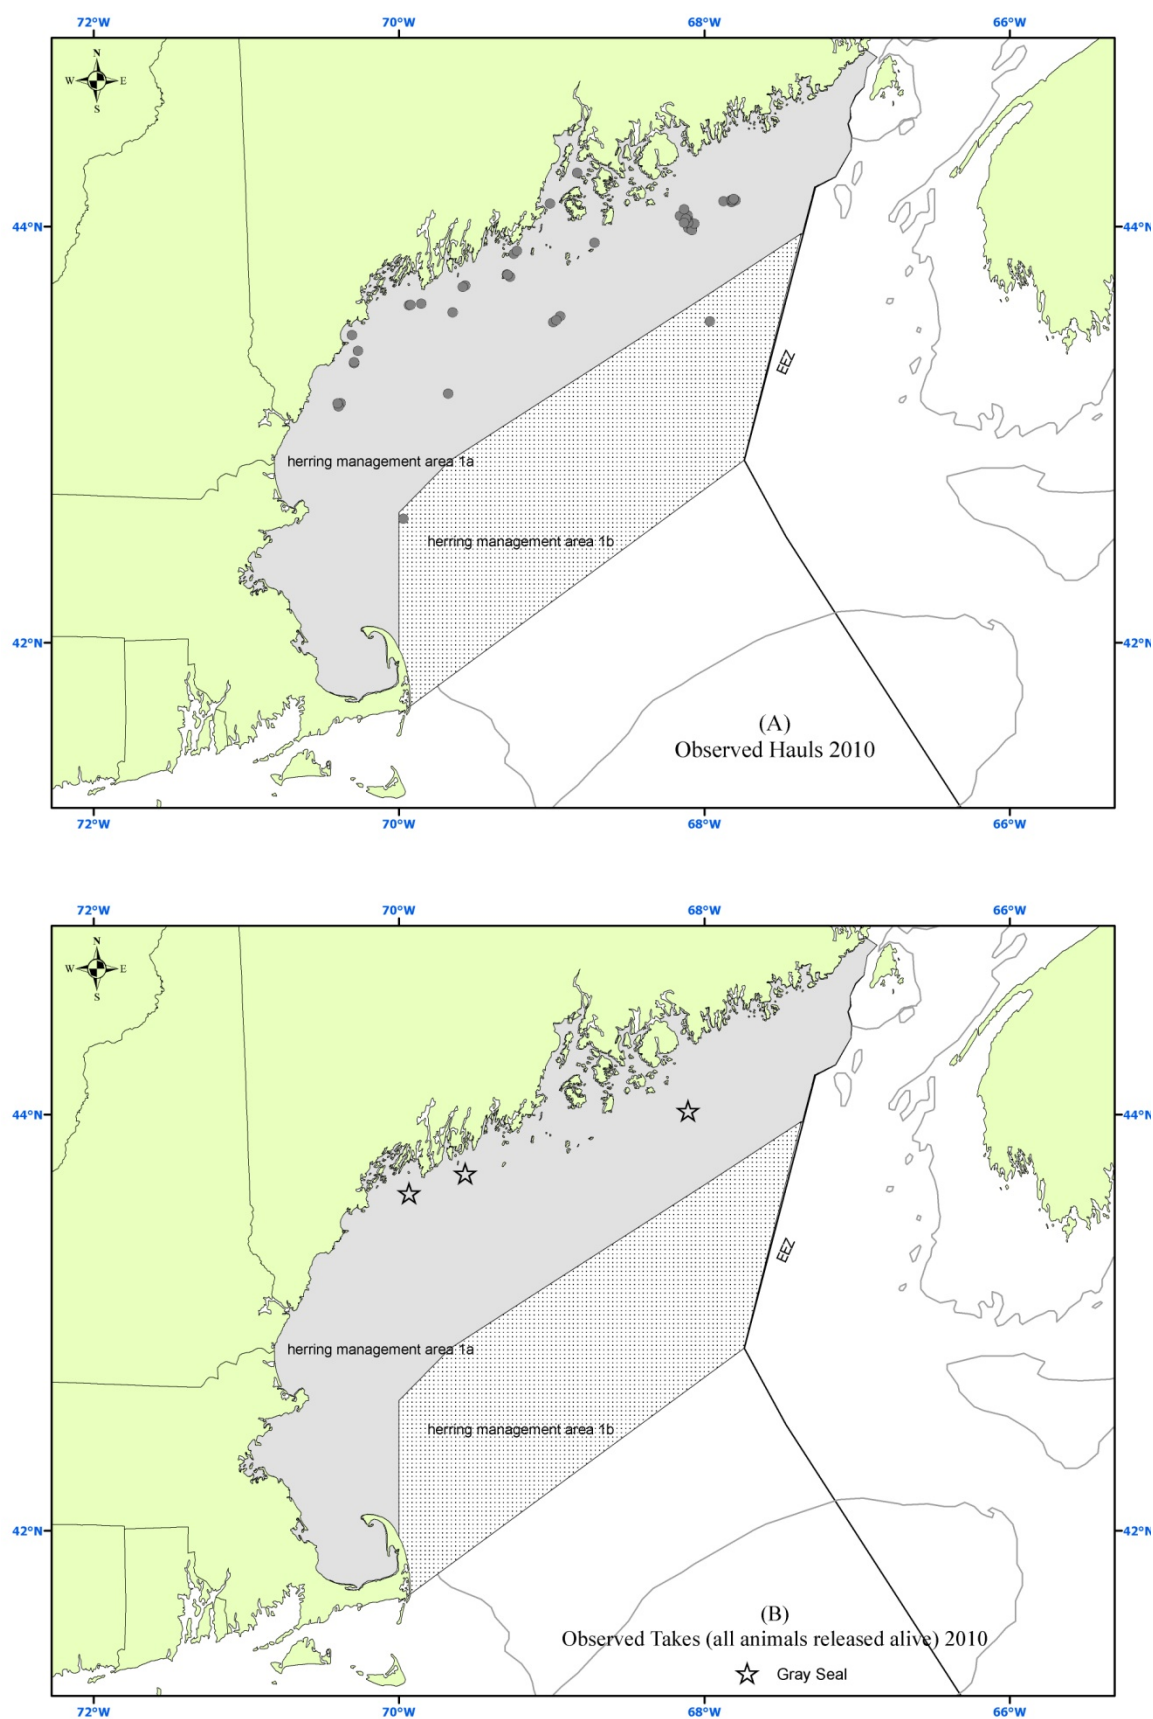 72°W 70°W 68°W 66°W
N
W E
S
44°N 44°N
EEZ
herring management area 1a
herring management area 1b
42°N 42°N
(A)
Observed Hauls 2010
72°W 70°W 68°W 66°W
72°W 70°W 68°W 66°W
N
W E
S
44°N 44°N
EEZ
herring management area 1a
herring management area 1b
42°N 42°N
(B)
Observed Takes (all animals released alive) 2010
Gray Seal
72°W 70°W 68°W 66°W